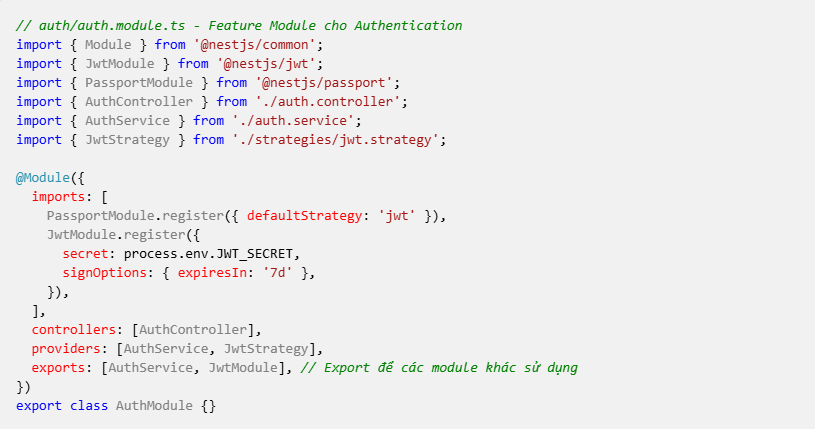 // auth/auth.module.ts - Feature Module cho Authentication
import { Module } from '@nestjs/common';
import { JwtModule } from '@nestjs/jwt';
import { PassportModule } from '@nestjs/passport';
import { AuthController } from './auth.controller';
import { AuthService } from './auth.service';
import { JwtStrategy } from './strategies/jwt.strategy';

@Module({
  imports: [
    PassportModule.register({ defaultStrategy: 'jwt' }),
    JwtModule.register({
      secret: process.env.JWT_SECRET,
      signOptions: { expiresIn: '7d' },
    }),
  ],
  controllers: [AuthController],
  providers: [AuthService, JwtStrategy],
  exports: [AuthService, JwtModule], // Export để các module khác sử dụng
})
export class AuthModule {}